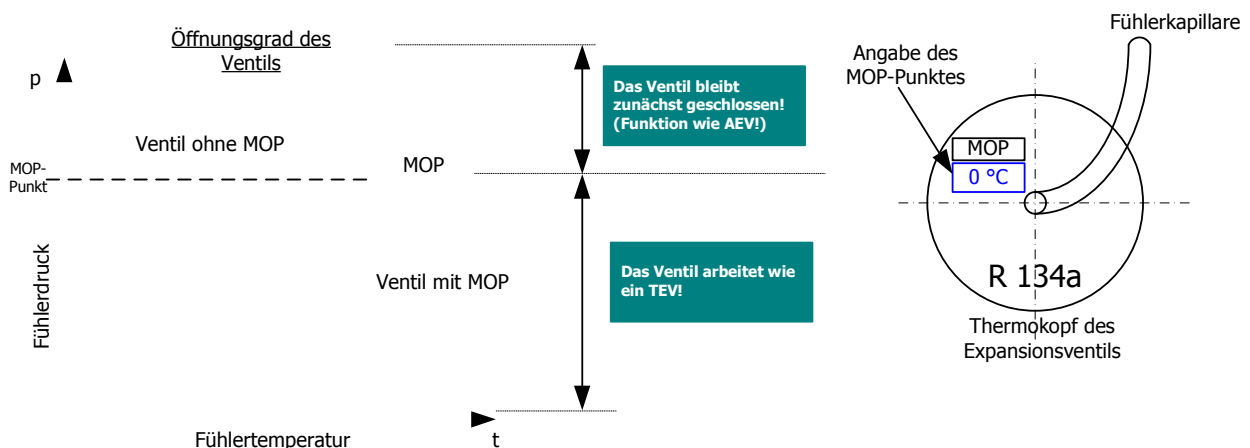 Öffnungsgrad des
Ventils
p
Ventil ohne MOP
MOP-
Punkt
MOP
Fühlerdruck
Ventil mit MOP
Fühlertemperatur
t
Das Ventil bleibt
zunächst geschlossen!
(Funktion wie AEV!)
Das Ventil arbeitet wie
ein TEV!
Fühlerkapillare
Angabe des
MOP-Punktes
MOP
0 °C
R 134a
Thermokopf des
Expansionsventils